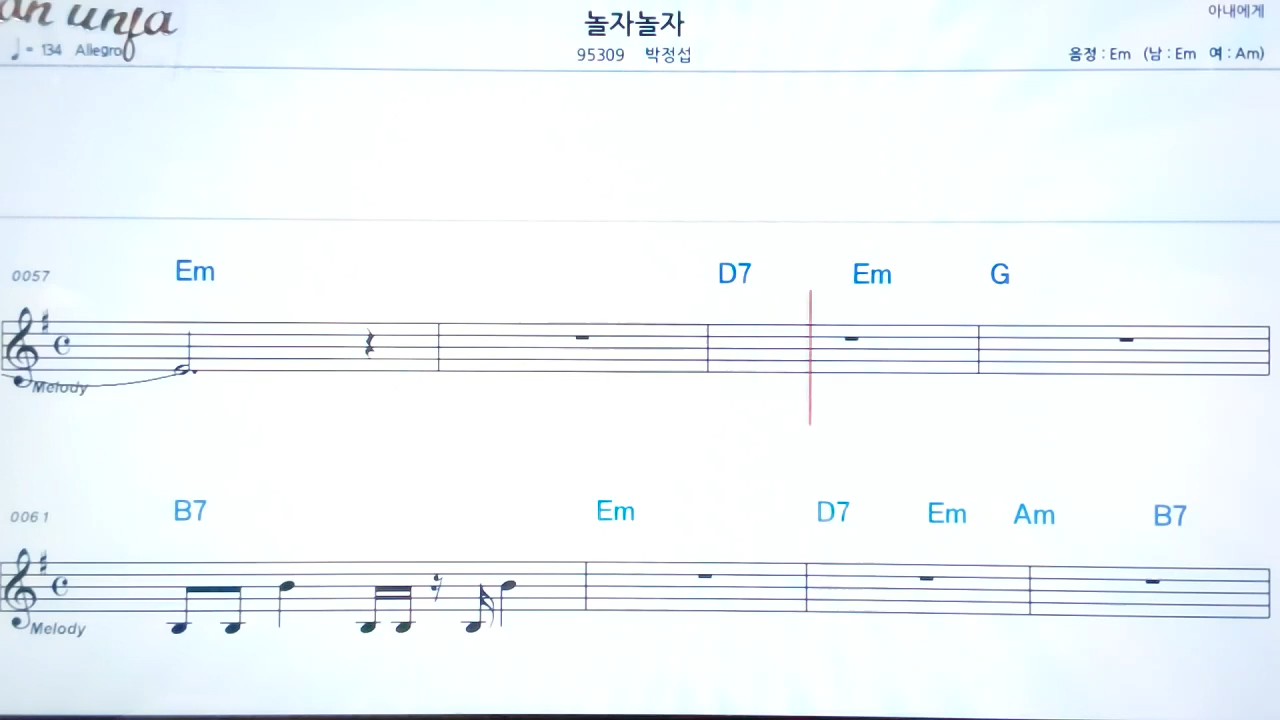 아내에게
놀자놀자
♩= 134 Allegro
95309 박정섭
음정 : Em (남 : Em 여 : Am)
0057 Em D7 Em G
Melody
0061 B7 Em D7 Em Am B7
Melody